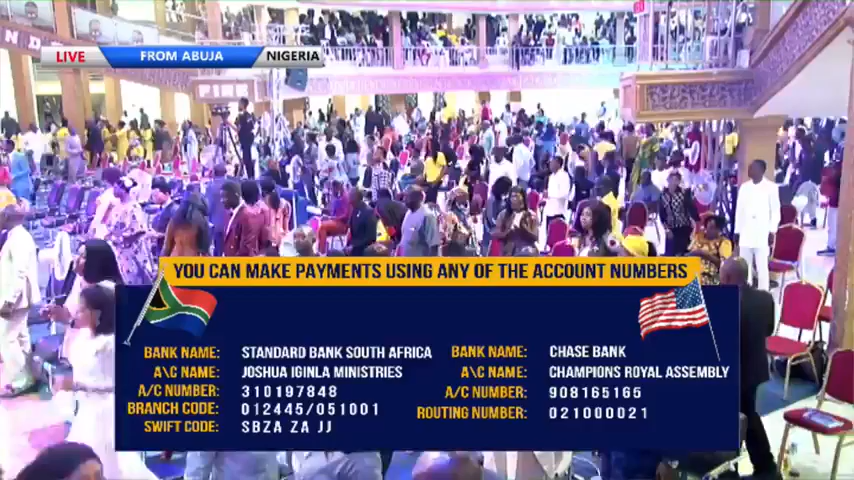 LIVE FROM ABUJA NIGERIA
YOU CAN MAKE PAYMENTS USING ANY OF THE ACCOUNT NUMBERS
BANK NAME: STANDARD BANK SOUTH AFRICA
A\C NAME: JOSHUA IGINLA MINISTRIES
A/C NUMBER: 310197848
BRANCH CODE: 012445/051001
SWIFT CODE: SBZA ZA JJ
BANK NAME: CHASE BANK
A\C NAME: CHAMPIONS ROYAL ASSEMBLY
A/C NUMBER: 908165165
ROUTING NUMBER: 021000021